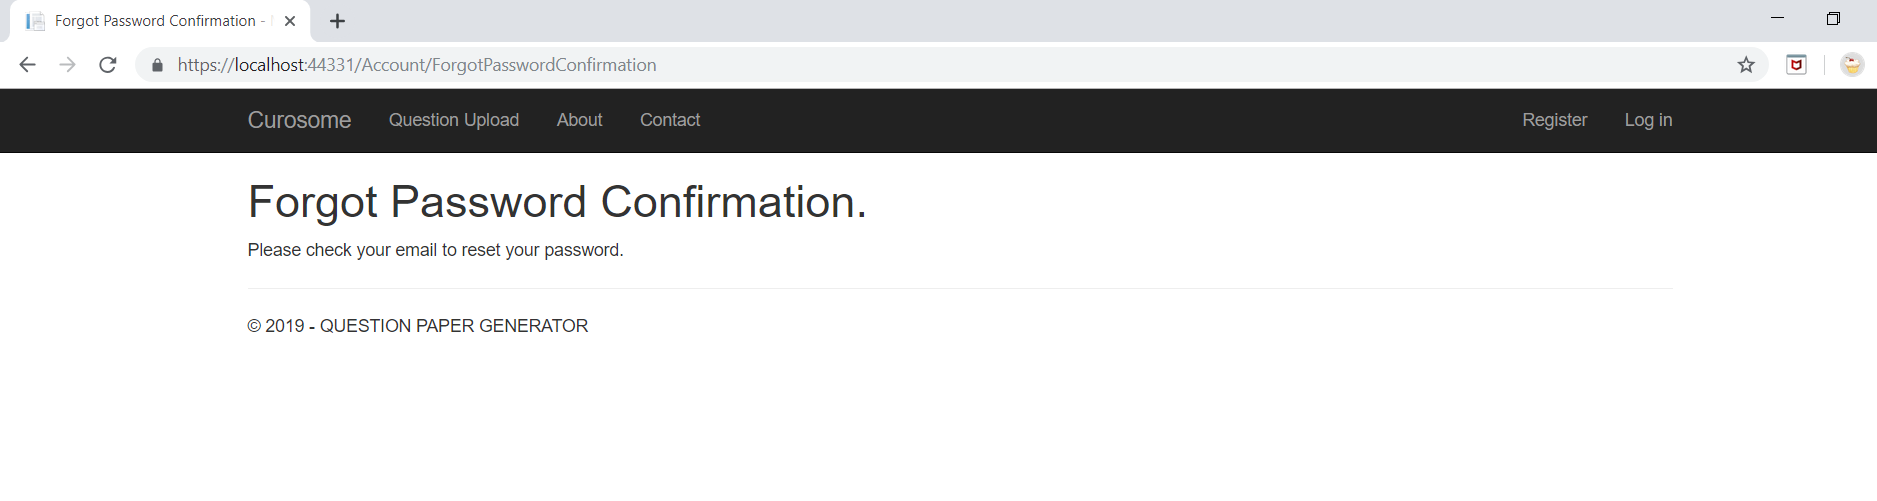 Forgot Password Confirmation -
https://localhost:44331/Account/ForgotPasswordConfirmation
Curosome Question Upload About Contact Register Log in
Forgot Password Confirmation.
Please check your email to reset your password.
© 2019 - QUESTION PAPER GENERATOR